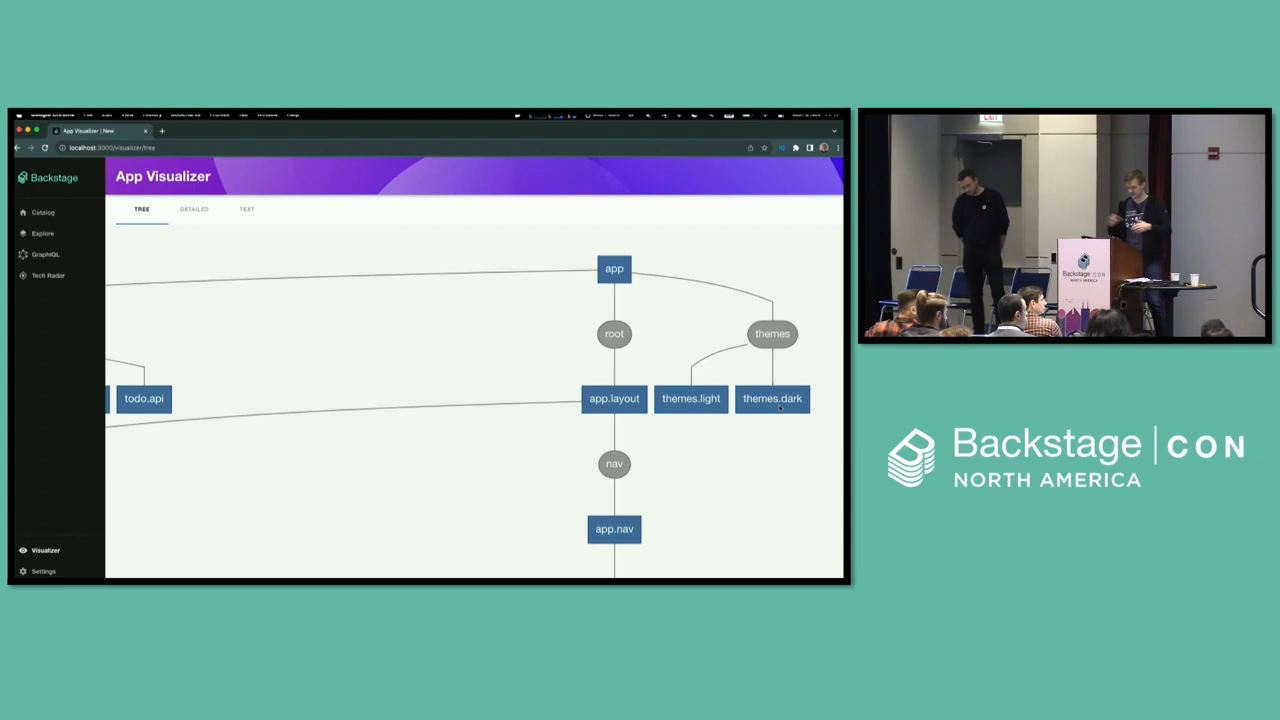 App Visualizer | New
localhost:3000/visualizer/tree
Backstage
App Visualizer
Catalog
Explore
GraphiQL
Tech Radar
Visualizer
Settings
TREE DETAILED TEXT
app
root
themes
todo.api
app.layout
themes.light
themes.dark
nav
app.nav
EXIT
Backstage CON
NORTH AMERICA
Backstage | CON
NORTH AMERICA